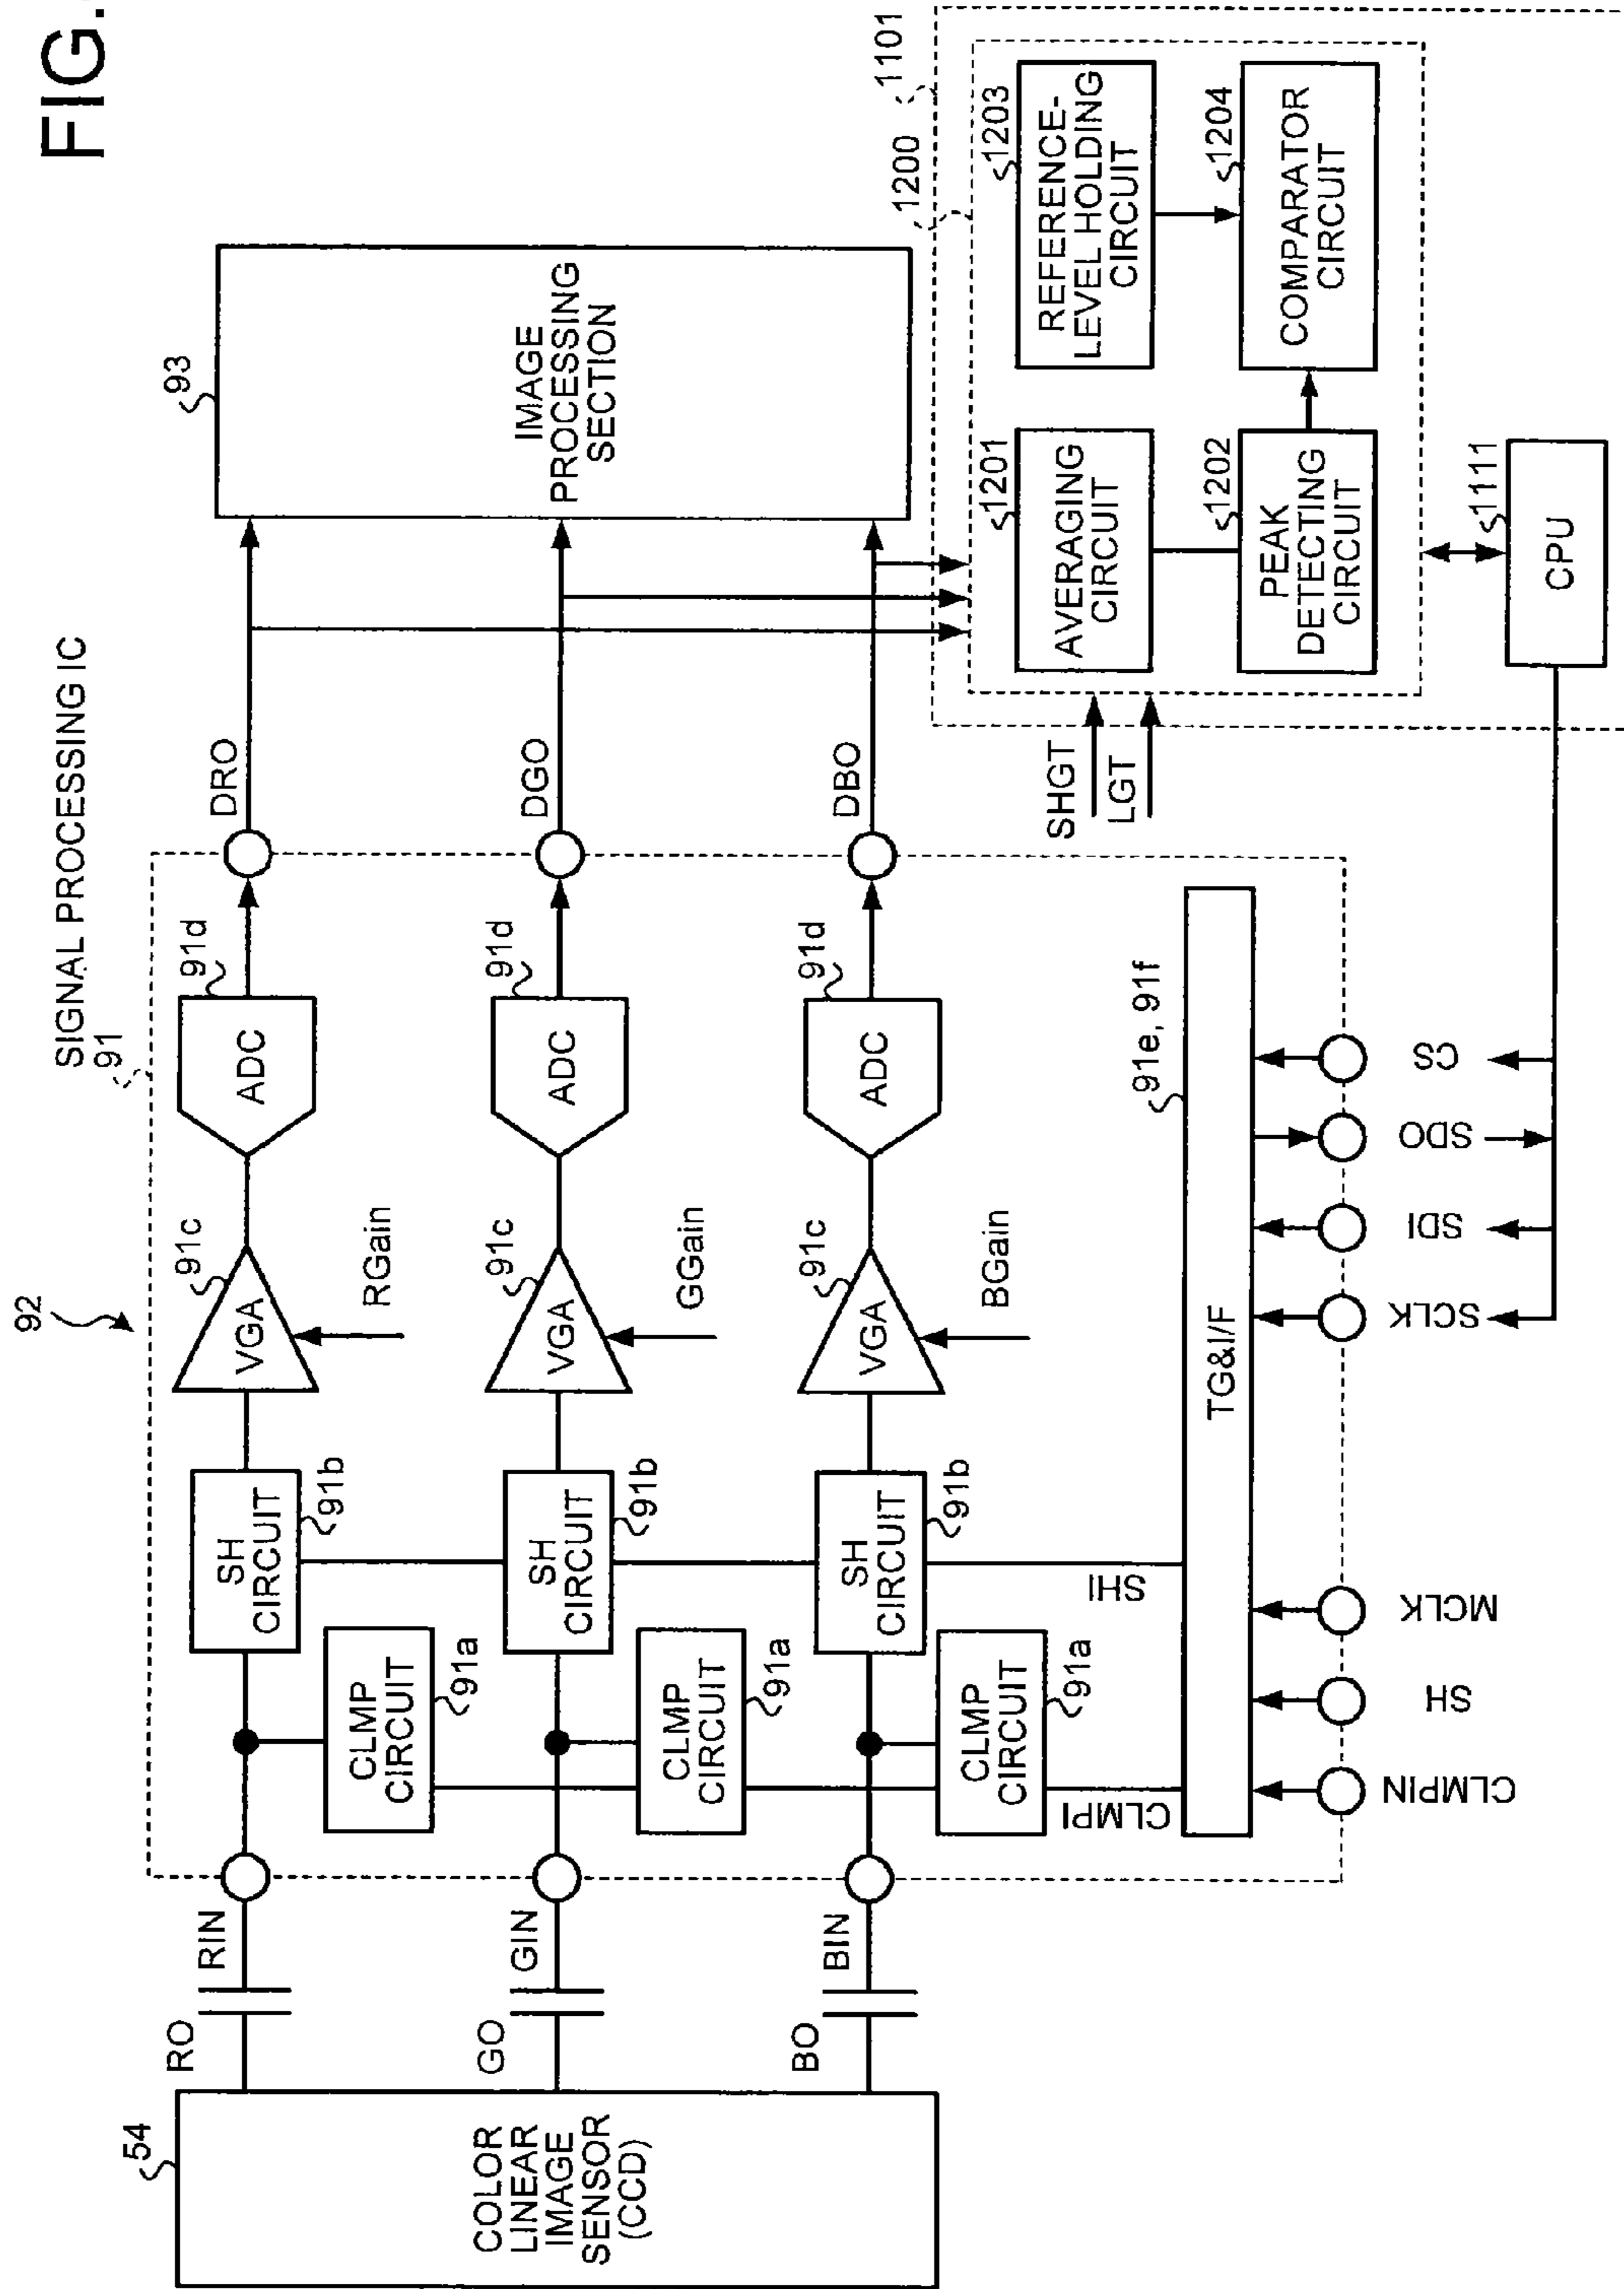 FIG.
SIGNAL PROCESSING IC
91
92
54
COLOR
LINEAR
IMAGE
SENSOR
(CCD)
RO
RIN
GO
GIN
BO
BIN
SH
CIRCUIT
91b
CLMP
CIRCUIT
91a
VGA
91c
RGain
ADC
91d
DRO
SH
CIRCUIT
91b
CLMP
CIRCUIT
91a
VGA
91c
GGain
ADC
91d
DGO
SH
CIRCUIT
91b
CLMP
CIRCUIT
91a
VGA
91c
BGain
ADC
91d
DBO
CLMPI
SHI
TG&I/F
91e, 91f
CLMPIN
SH
MCLK
SCLK
SDI
SDO
CS
93
IMAGE
PROCESSING
SECTION
SHGT
LGT
1101
1200
1201
AVERAGING
CIRCUIT
1203
REFERENCE-
LEVEL HOLDING
CIRCUIT
1202
PEAK
DETECTING
CIRCUIT
1204
COMPARATOR
CIRCUIT
1111
CPU